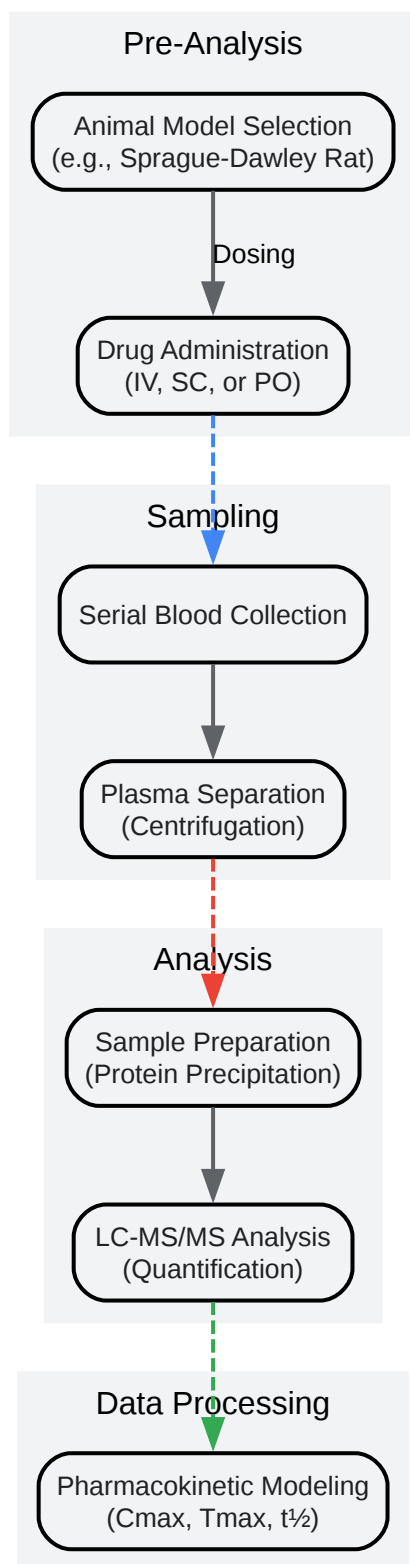 Pre-Analysis
Animal Model Selection
(e.g., Sprague-Dawley Rat)
Dosing
Drug Administration
(IV, SC, or PO)
Sampling
Serial Blood Collection
Plasma Separation
(Centrifugation)
Analysis
Sample Preparation
(Protein Precipitation)
LC-MS/MS Analysis
(Quantification)
Data Processing
Pharmacokinetic Modeling
(Cmax, Tmax, t½)